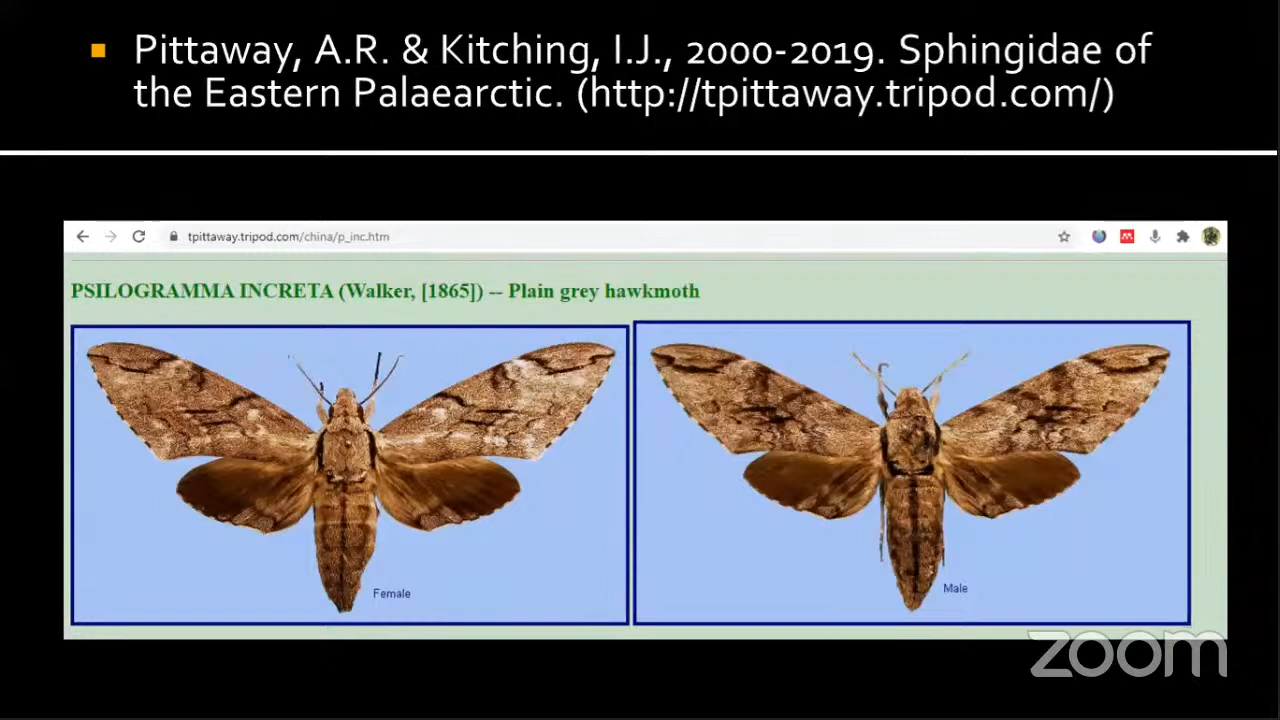 Pittaway, A.R. & Kitching, I.J., 2000-2019. Sphingidae of
the Eastern Palaearctic. (http://tpittaway.tripod.com/)
tpittaway.tripod.com/china/p_inc.htm
PSILOGRAMMA INCRETA (Walker, [1865]) -- Plain grey hawkmoth
Female
Male
zoom